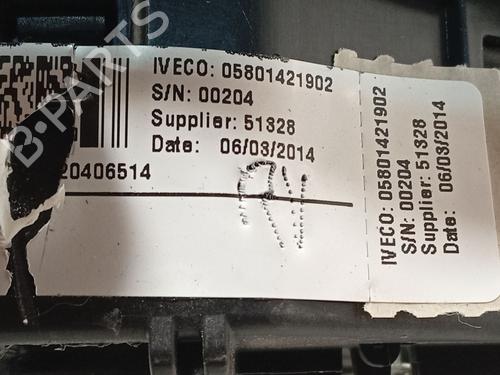 B-PARTS
IVECO: 05801421902
S/N: 00204
Supplier: 51328
Date: 06/03/2014
20406514
IVECO: 05801421902
S/N: 00204
Supplier: 51328
Date: 06/03/2014